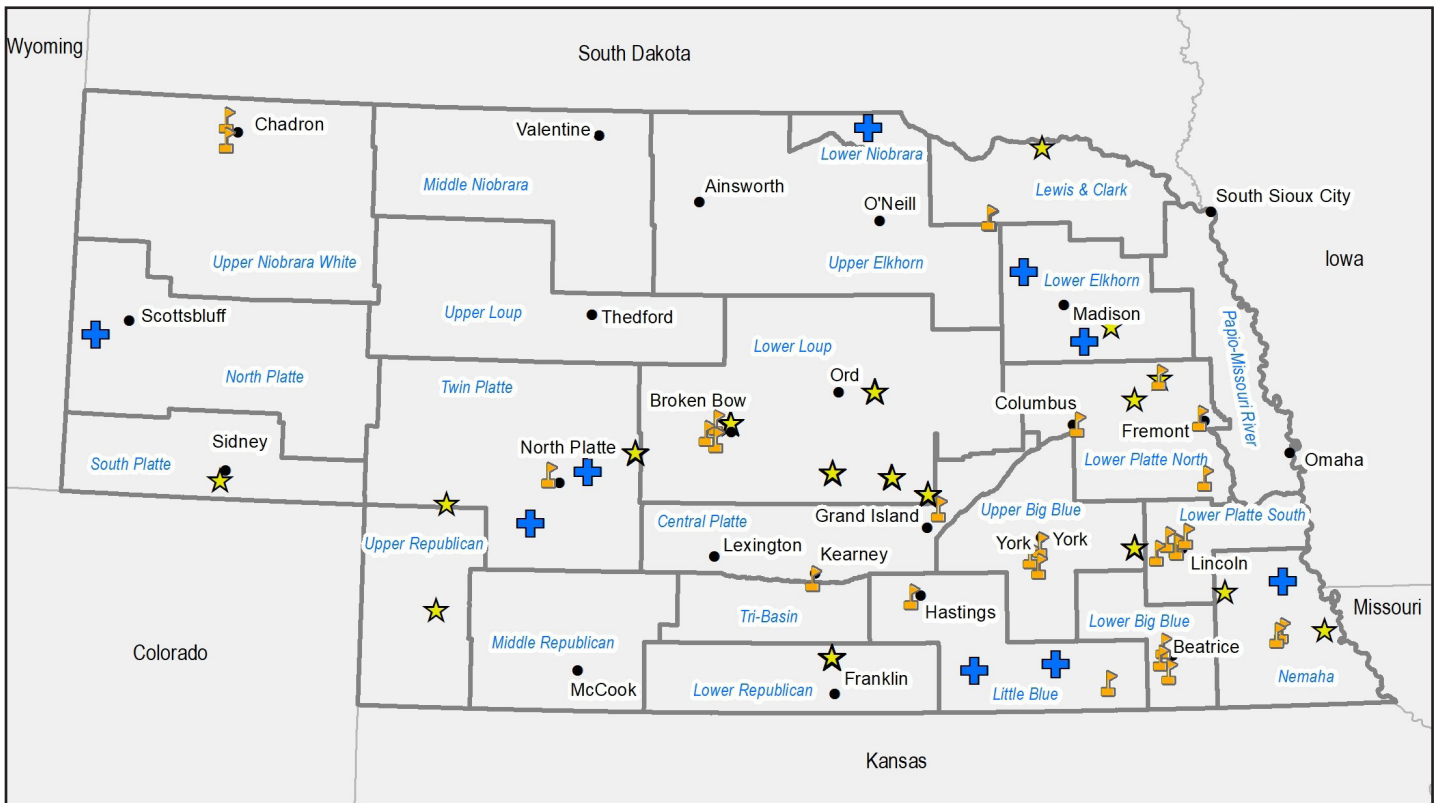 Wyoming
South Dakota
Chadron
Valentine
Lower Niobrara
Middle Niobrara
Ainsworth
Lewis & Clark
O'Neill
South Sioux City
Upper Niobrara White
Upper Elkhorn
Iowa
Lower Elkhorn
Scottsbluff
Upper Loup
Thedford
Madison
Papio-Missouri River
Lower Loup
North Platte
Twin Platte
Ord
Broken Bow
Columbus
Fremont
Sidney
South Platte
North Platte
Lower Platte North
Omaha
Grand Island
Upper Big Blue
Lower Platte South
Central Platte
Upper Republican
Lexington
Kearney
York
York
Lincoln
Hastings
Missouri
Tri-Basin
Lower Big Blue
Middle Republican
Beatrice
Colorado
McCook
Lower Republican
Franklin
Little Blue
Nemaha
Kansas